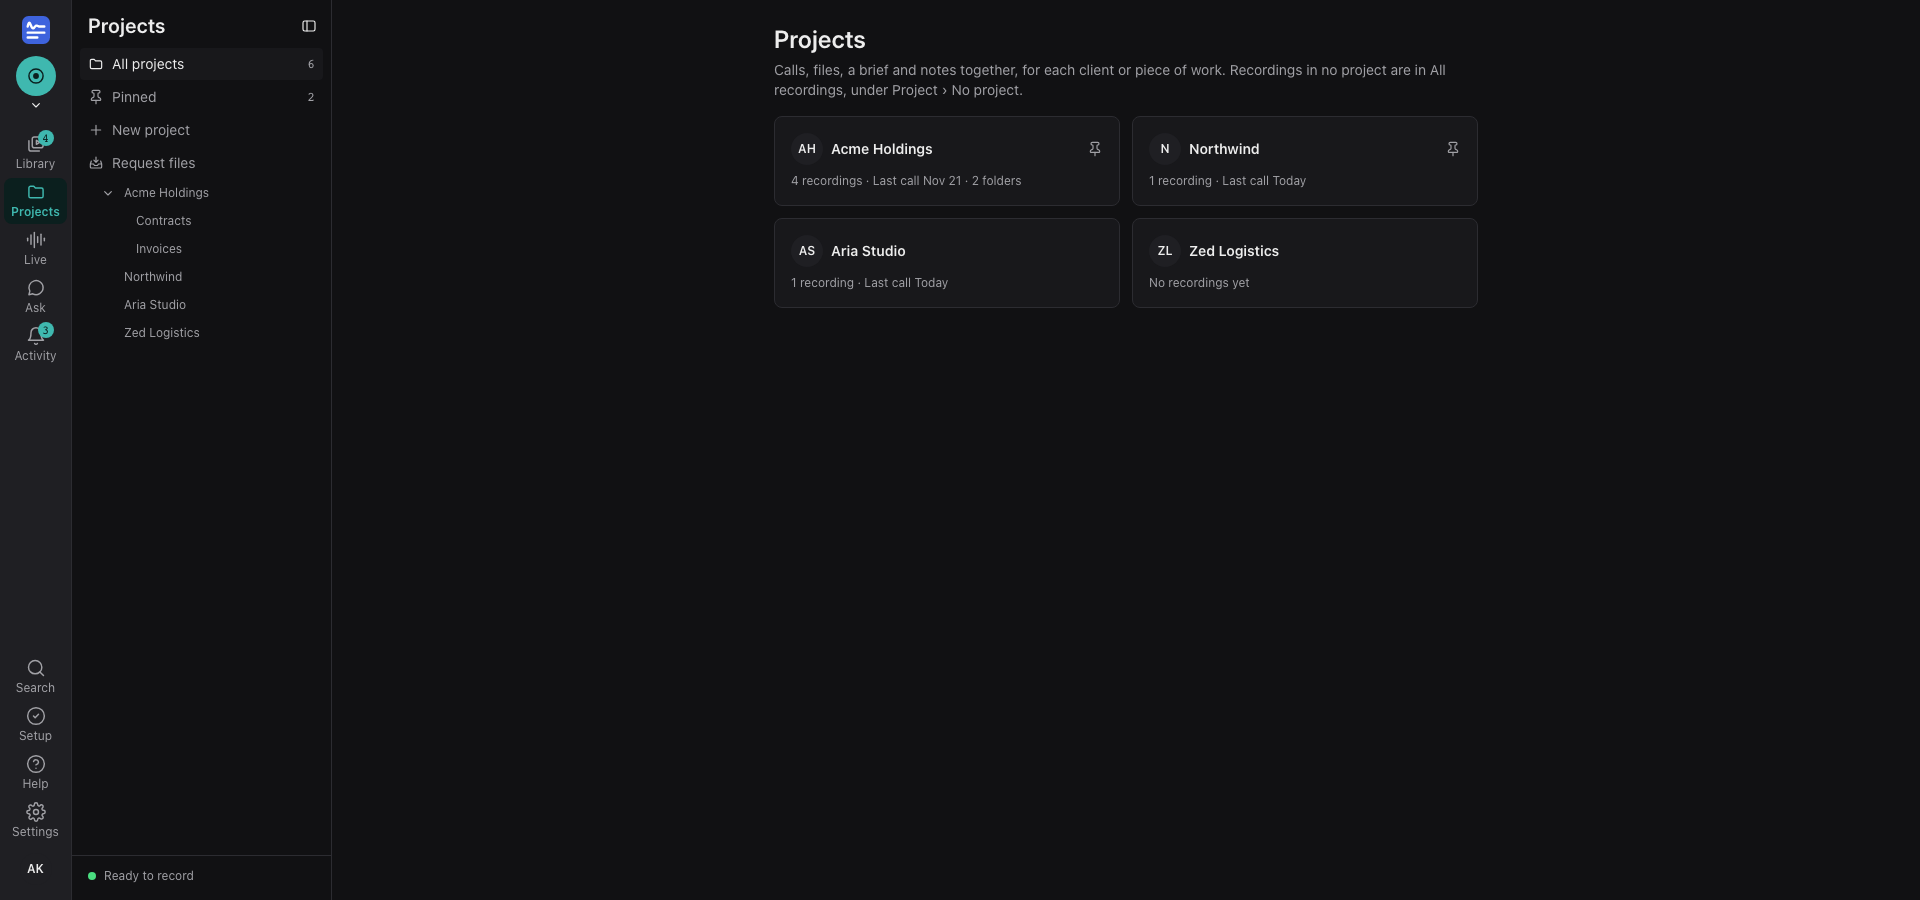 Projects
All projects 6
Pinned 2
New project
Request files
Acme Holdings
Contracts
Invoices
Northwind
Aria Studio
Zed Logistics
Ready to record
4
Library
Projects
Live
Ask
3
Activity
Search
Setup
Help
Settings
AK
Projects
Calls, files, a brief and notes together, for each client or piece of work. Recordings in no project are in All
recordings, under Project › No project.
AH Acme Holdings
4 recordings · Last call Nov 21 · 2 folders
N Northwind
1 recording · Last call Today
AS Aria Studio
1 recording · Last call Today
ZL Zed Logistics
No recordings yet